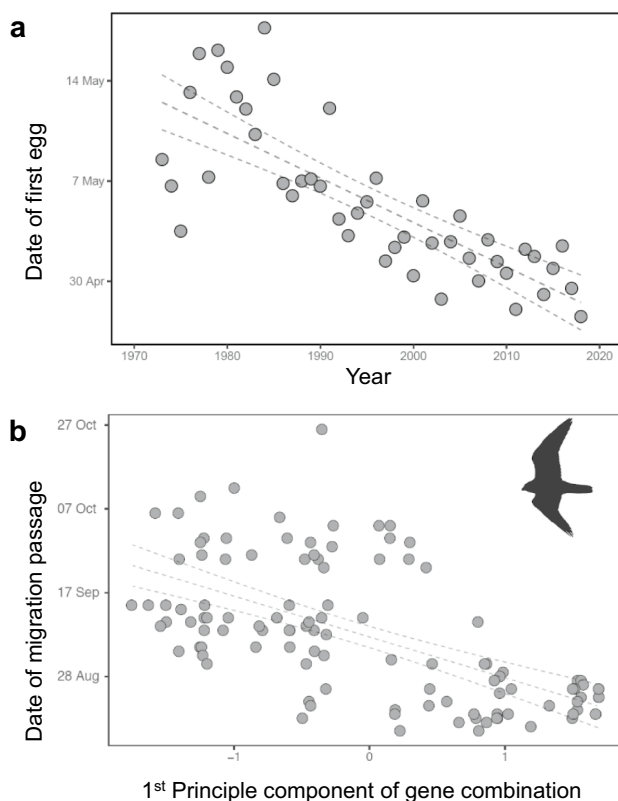 a
Date of first egg
14 May
7 May
30 Apr
1970 1980 1990 2000 2010 2020
Year
b
Date of migration passage
27 Oct
07 Oct
17 Sep
28 Aug
−1 0 1
1st Principle component of gene combination